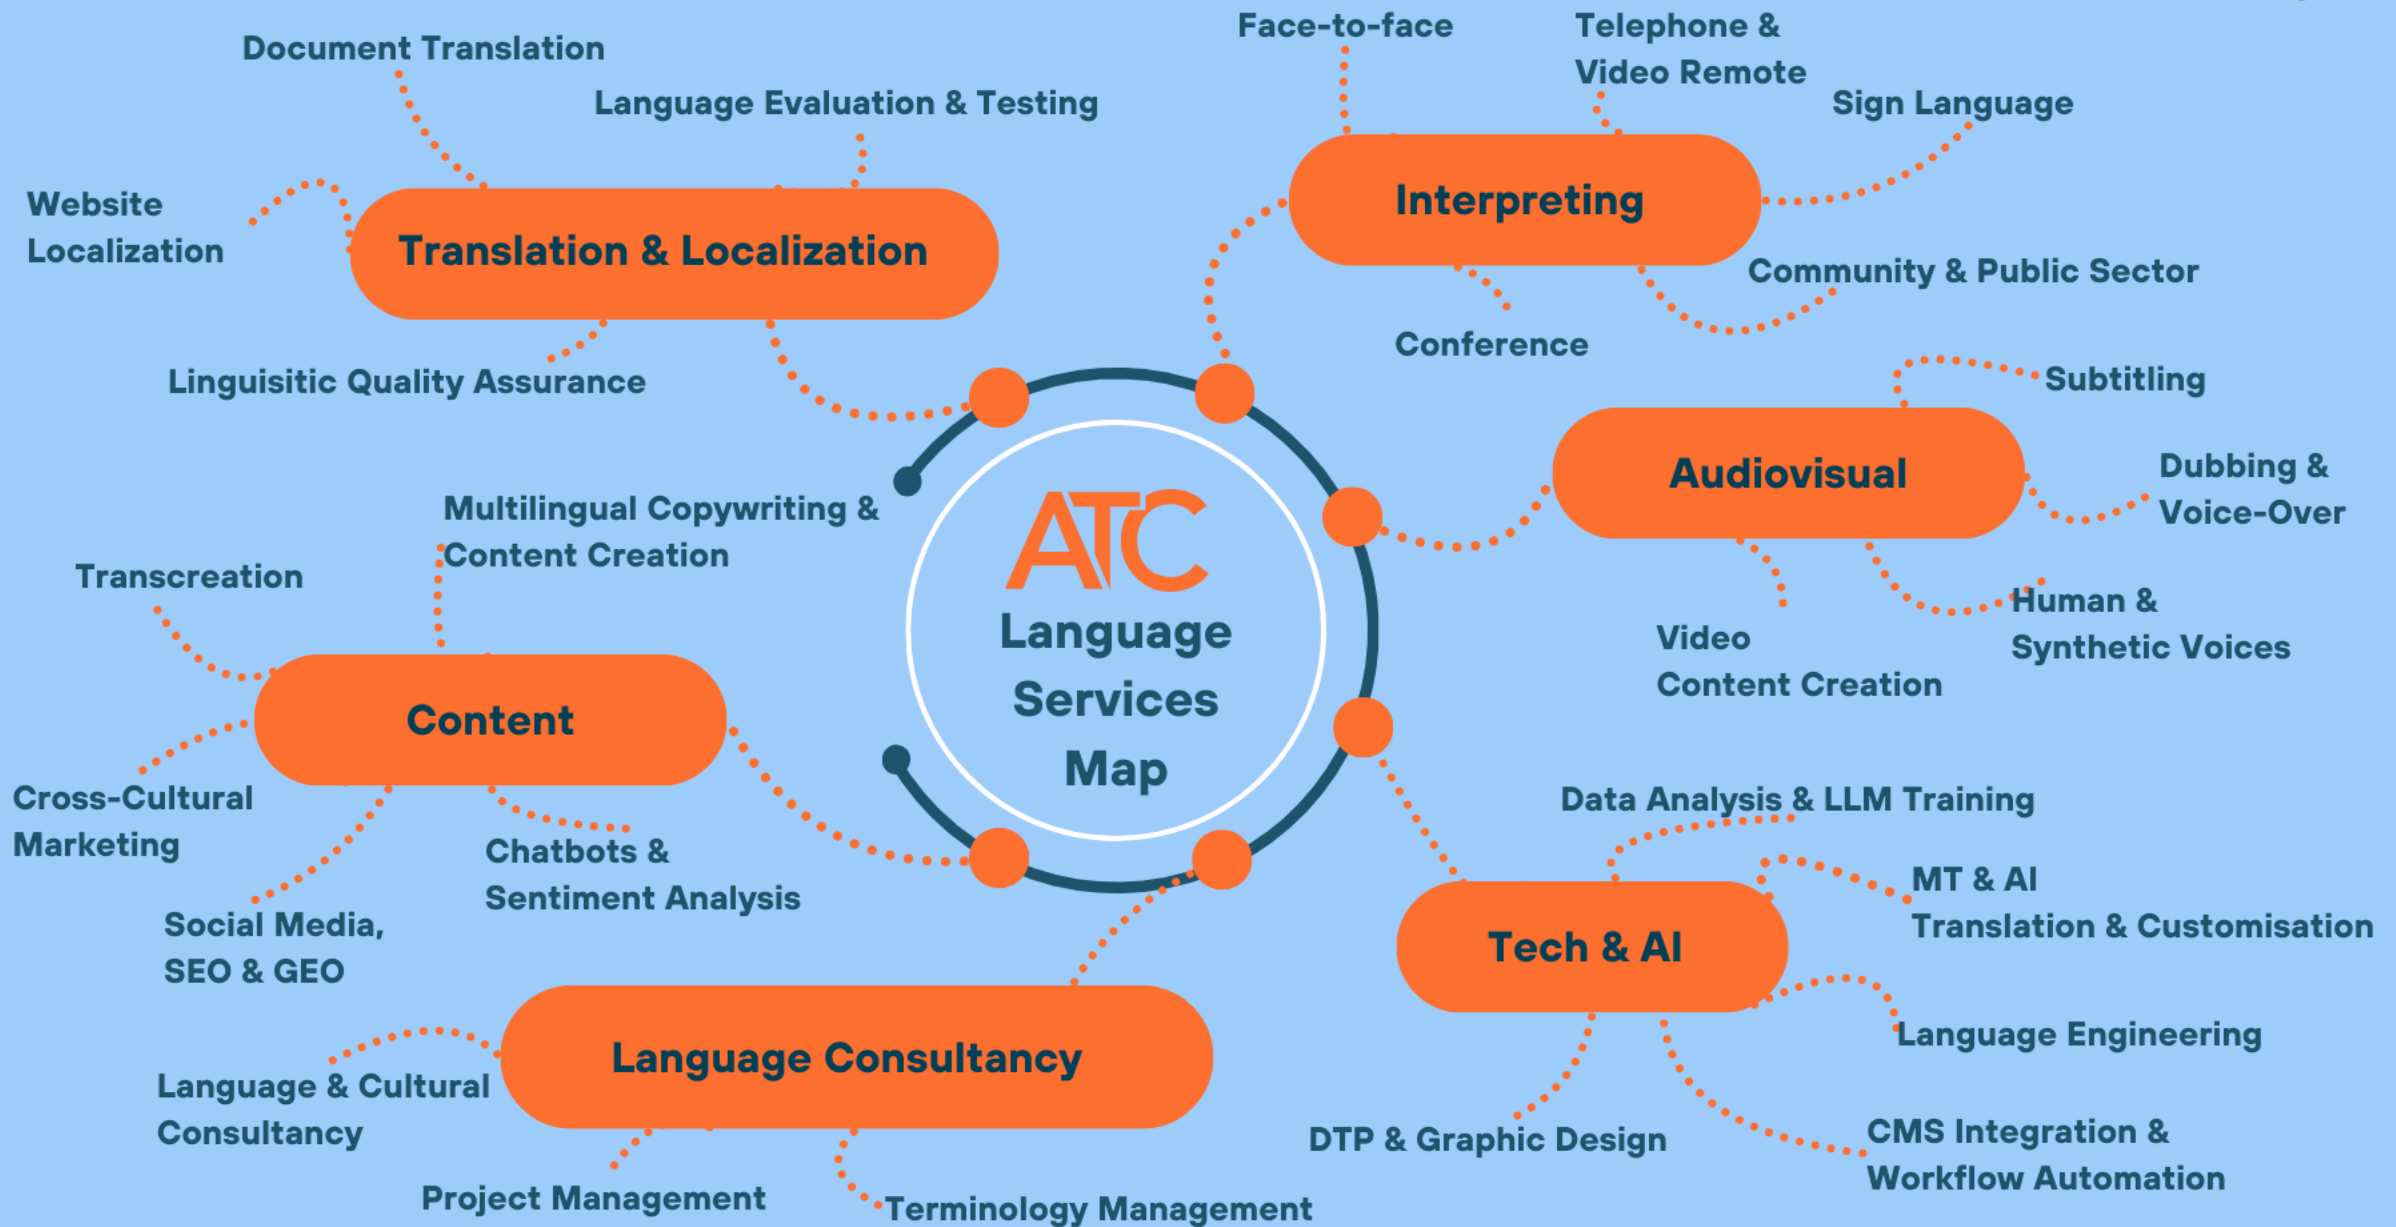 Document Translation
Language Evaluation & Testing
Website
Localization
Translation & Localization
Linguisitic Quality Assurance
Face-to-face
Telephone &
Video Remote
Sign Language
Interpreting
Community & Public Sector
Conference
Subtitling
Audiovisual
Dubbing &
Voice-Over
Human &
Synthetic Voices
Video
Content Creation
ATC
Language
Services
Map
Multilingual Copywriting &
Content Creation
Transcreation
Content
Cross-Cultural
Marketing
Social Media,
SEO & GEO
Chatbots &
Sentiment Analysis
Data Analysis & LLM Training
MT & AI
Translation & Customisation
Tech & AI
Language Engineering
DTP & Graphic Design
CMS Integration &
Workflow Automation
Language Consultancy
Language & Cultural
Consultancy
Project Management
Terminology Management